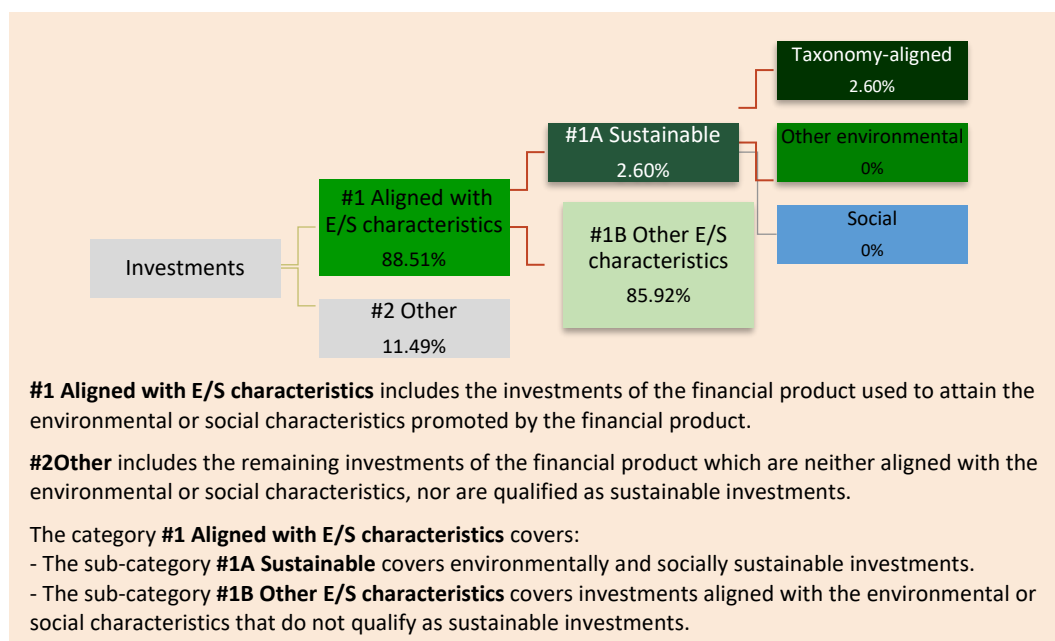 Taxonomy-aligned
2.60%
#1A Sustainable
2.60%
Other environmental
0%
#1 Aligned with
E/S characteristics
88.51%
#1B Other E/S
characteristics
85.92%
Social
0%
Investments
#2 Other
11.49%
#1 Aligned with E/S characteristics includes the investments of the financial product used to attain the
environmental or social characteristics promoted by the financial product.
#2Other includes the remaining investments of the financial product which are neither aligned with the
environmental or social characteristics, nor are qualified as sustainable investments.
The category #1 Aligned with E/S characteristics covers:
- The sub-category #1A Sustainable covers environmentally and socially sustainable investments.
- The sub-category #1B Other E/S characteristics covers investments aligned with the environmental or
social characteristics that do not qualify as sustainable investments.